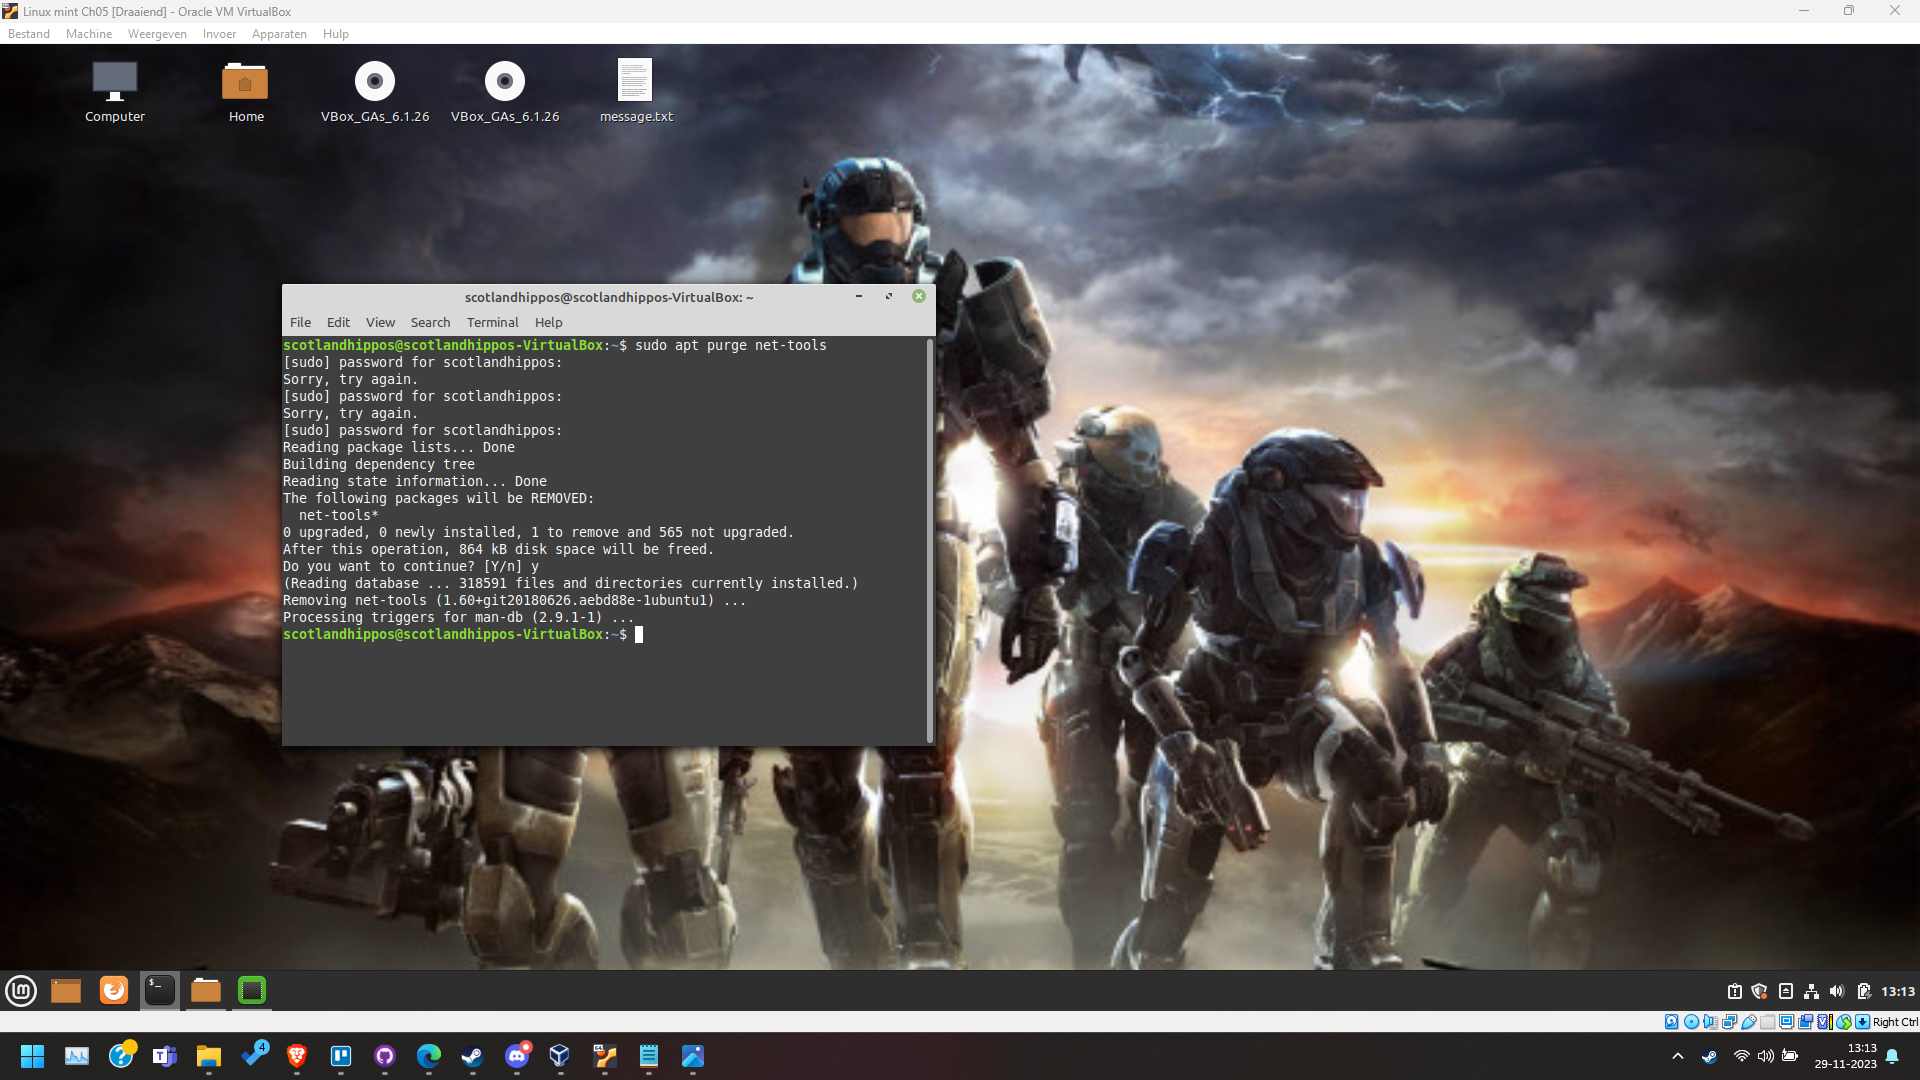 Linux mint Ch05 [Draaiend] - Oracle VM VirtualBox
Bestand Machine Weergeven Invoer Apparaten Hulp
Computer Home VBox_GAs_6.1.26 VBox_GAs_6.1.26 message.txt
scotlandhippos@scotlandhippos-VirtualBox: ~
File Edit View Search Terminal Help
scotlandhippos@scotlandhippos-VirtualBox:~$ sudo apt purge net-tools
[sudo] password for scotlandhippos:
Sorry, try again.
[sudo] password for scotlandhippos:
Sorry, try again.
[sudo] password for scotlandhippos:
Reading package lists... Done
Building dependency tree
Reading state information... Done
The following packages will be REMOVED:
net-tools*
0 upgraded, 0 newly installed, 1 to remove and 565 not upgraded.
After this operation, 864 kB disk space will be freed.
Do you want to continue? [Y/n] y
(Reading database ... 318591 files and directories currently installed.)
Removing net-tools (1.60+git20180626.aebd88e-1ubuntu1) ...
Processing triggers for man-db (2.9.1-1) ...
scotlandhippos@scotlandhippos-VirtualBox:~$
13:13
Right Ctrl
4
13:13
29-11-2023